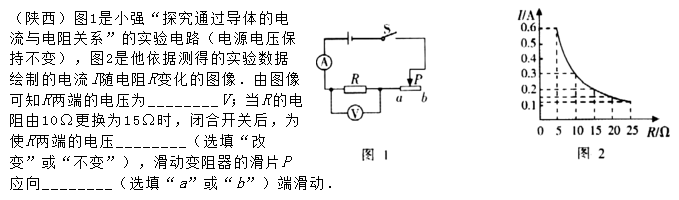 （陕西）图1是小强“探究通过导体的电
流与电阻关系”的实验电路（电源电压保
持不变），图2是他依据测得的实验数据
绘制的电流I随电阻R变化的图像．由图像
可知R两端的电压为________V；当R的电
阻由10Ω更换为15Ω时，闭合开关后，为
使R两端的电压________（选填“改
变”或“不变”），滑动变阻器的滑片P
应向________（选填“a”或“b”）端滑动．
S
A
R
P
a
b
V
图 1
I/A
0.6
0.5
0.4
0.3
0.2
0.1
0 5 10 15 20 25 R/Ω
图 2